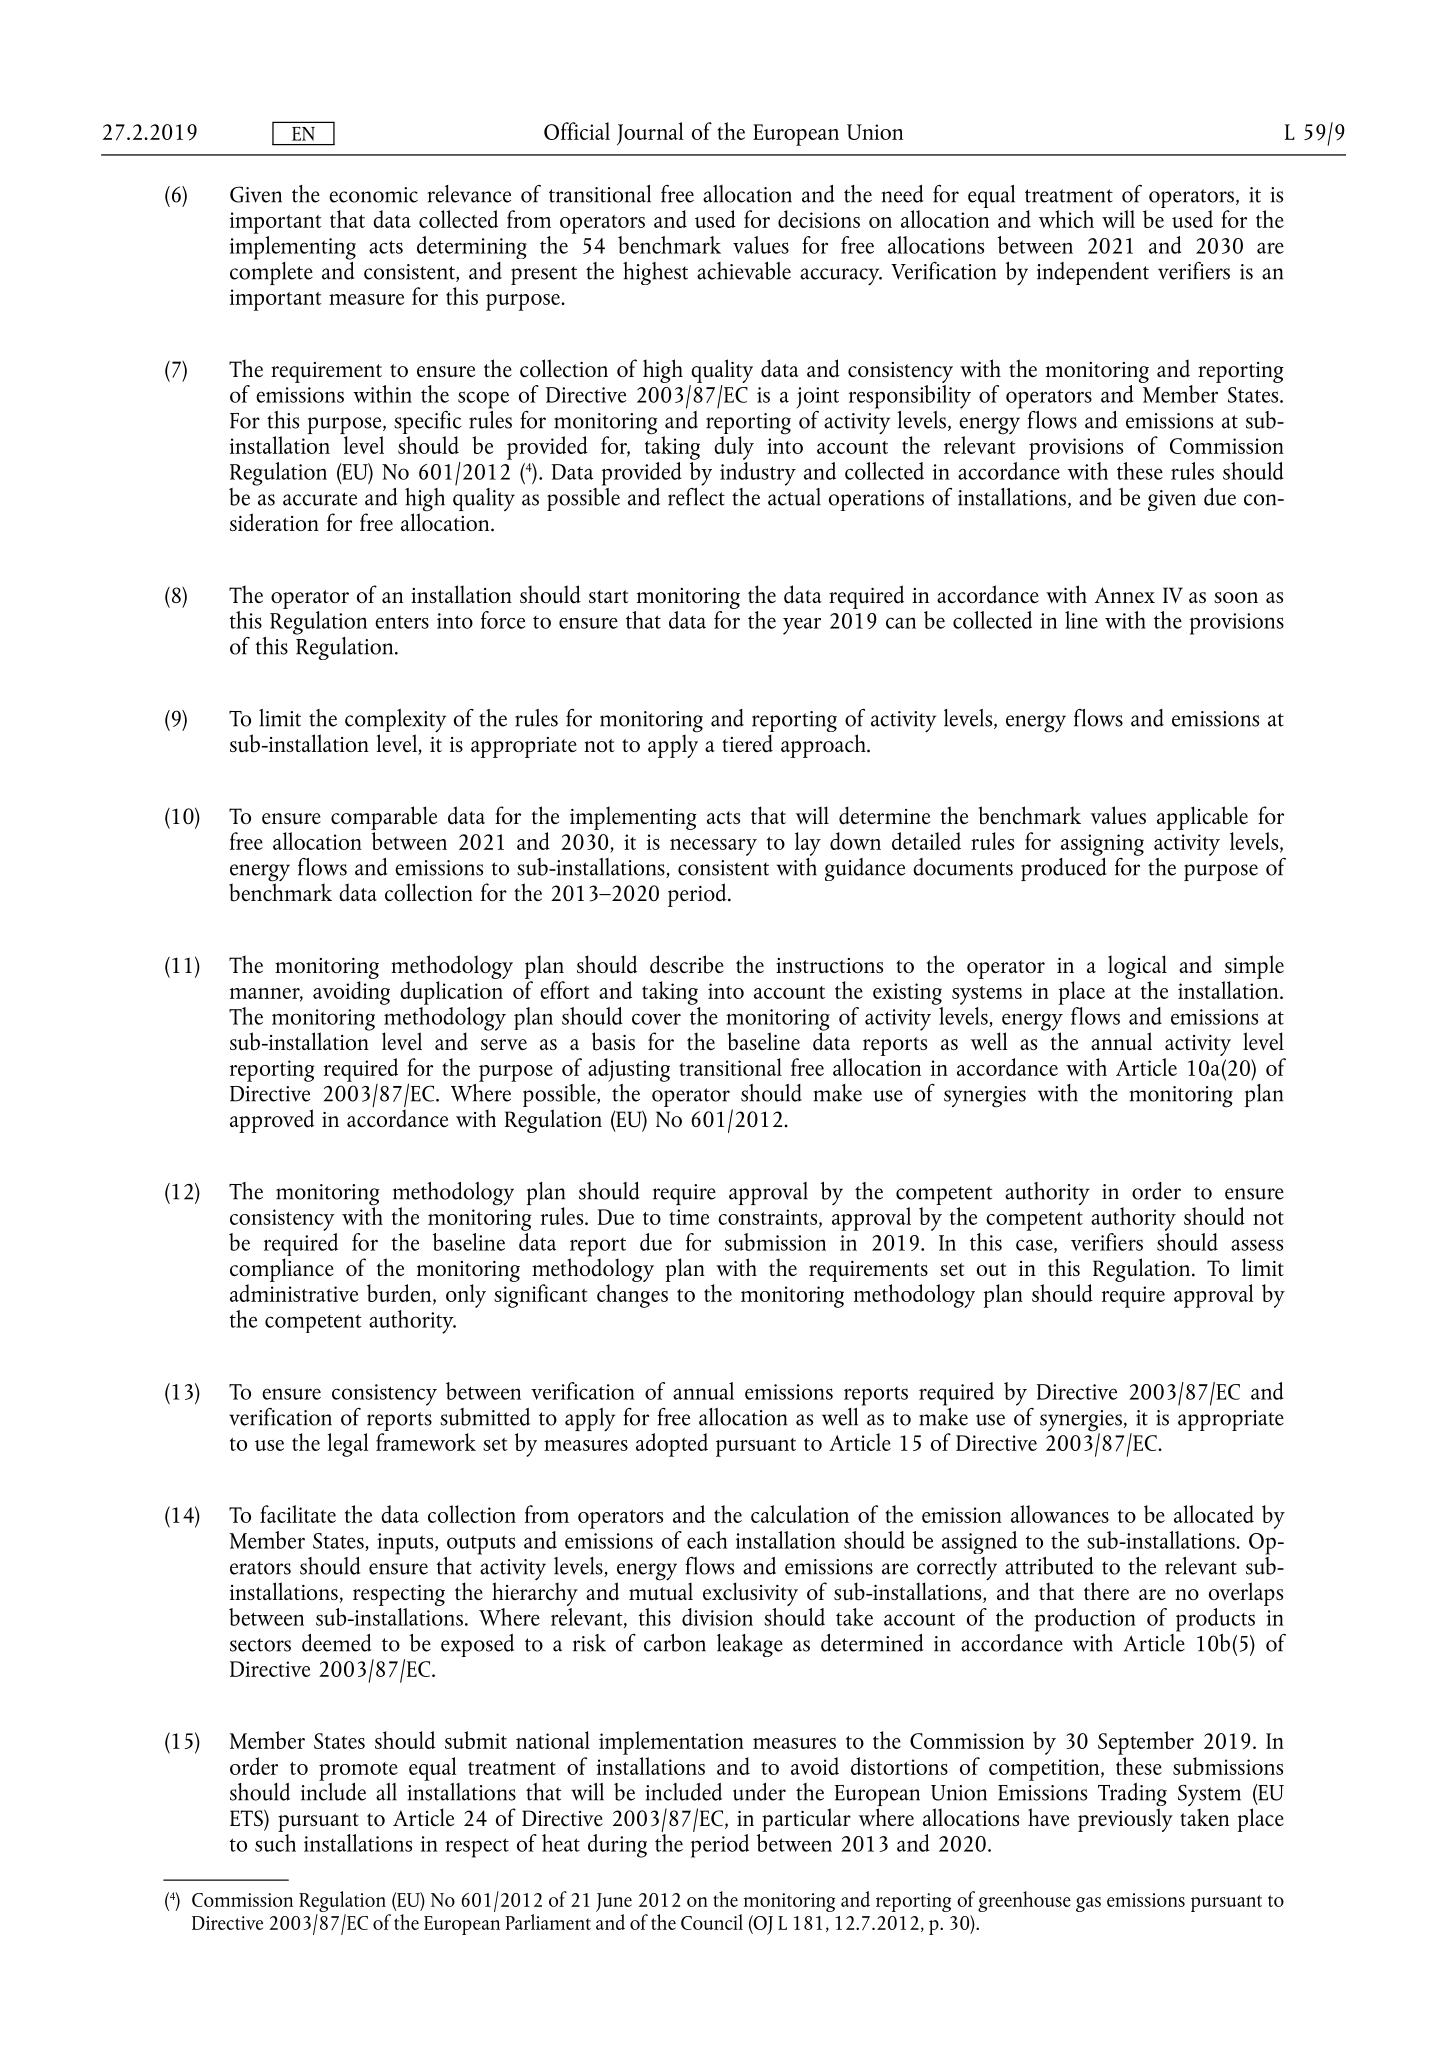 27.2.2019 EN Official Journal of the European Union L 59/9
(6) Given the economic relevance of transitional free allocation and the need for equal treatment of operators, it is
important that data collected from operators and used for decisions on allocation and which will be used for the
implementing acts determining the 54 benchmark values for free allocations between 2021 and 2030 are
complete and consistent, and present the highest achievable accuracy. Verification by independent verifiers is an
important measure for this purpose.
(7) The requirement to ensure the collection of high quality data and consistency with the monitoring and reporting
of emissions within the scope of Directive 2003/87/EC is a joint responsibility of operators and Member States.
For this purpose, specific rules for monitoring and reporting of activity levels, energy flows and emissions at sub-
installation level should be provided for, taking duly into account the relevant provisions of Commission
Regulation (EU) No 601/2012 (⁴). Data provided by industry and collected in accordance with these rules should
be as accurate and high quality as possible and reflect the actual operations of installations, and be given due con-
sideration for free allocation.
(8) The operator of an installation should start monitoring the data required in accordance with Annex IV as soon as
this Regulation enters into force to ensure that data for the year 2019 can be collected in line with the provisions
of this Regulation.
(9) To limit the complexity of the rules for monitoring and reporting of activity levels, energy flows and emissions at
sub-installation level, it is appropriate not to apply a tiered approach.
(10) To ensure comparable data for the implementing acts that will determine the benchmark values applicable for
free allocation between 2021 and 2030, it is necessary to lay down detailed rules for assigning activity levels,
energy flows and emissions to sub-installations, consistent with guidance documents produced for the purpose of
benchmark data collection for the 2013–2020 period.
(11) The monitoring methodology plan should describe the instructions to the operator in a logical and simple
manner, avoiding duplication of effort and taking into account the existing systems in place at the installation.
The monitoring methodology plan should cover the monitoring of activity levels, energy flows and emissions at
sub-installation level and serve as a basis for the baseline data reports as well as the annual activity level
reporting required for the purpose of adjusting transitional free allocation in accordance with Article 10a(20) of
Directive 2003/87/EC. Where possible, the operator should make use of synergies with the monitoring plan
approved in accordance with Regulation (EU) No 601/2012.
(12) The monitoring methodology plan should require approval by the competent authority in order to ensure
consistency with the monitoring rules. Due to time constraints, approval by the competent authority should not
be required for the baseline data report due for submission in 2019. In this case, verifiers should assess
compliance of the monitoring methodology plan with the requirements set out in this Regulation. To limit
administrative burden, only significant changes to the monitoring methodology plan should require approval by
the competent authority.
(13) To ensure consistency between verification of annual emissions reports required by Directive 2003/87/EC and
verification of reports submitted to apply for free allocation as well as to make use of synergies, it is appropriate
to use the legal framework set by measures adopted pursuant to Article 15 of Directive 2003/87/EC.
(14) To facilitate the data collection from operators and the calculation of the emission allowances to be allocated by
Member States, inputs, outputs and emissions of each installation should be assigned to the sub-installations. Op-
erators should ensure that activity levels, energy flows and emissions are correctly attributed to the relevant sub-
installations, respecting the hierarchy and mutual exclusivity of sub-installations, and that there are no overlaps
between sub-installations. Where relevant, this division should take account of the production of products in
sectors deemed to be exposed to a risk of carbon leakage as determined in accordance with Article 10b(5) of
Directive 2003/87/EC.
(15) Member States should submit national implementation measures to the Commission by 30 September 2019. In
order to promote equal treatment of installations and to avoid distortions of competition, these submissions
should include all installations that will be included under the European Union Emissions Trading System (EU
ETS) pursuant to Article 24 of Directive 2003/87/EC, in particular where allocations have previously taken place
to such installations in respect of heat during the period between 2013 and 2020.
(⁴) Commission Regulation (EU) No 601/2012 of 21 June 2012 on the monitoring and reporting of greenhouse gas emissions pursuant to
Directive 2003/87/EC of the European Parliament and of the Council (OJ L 181, 12.7.2012, p. 30).